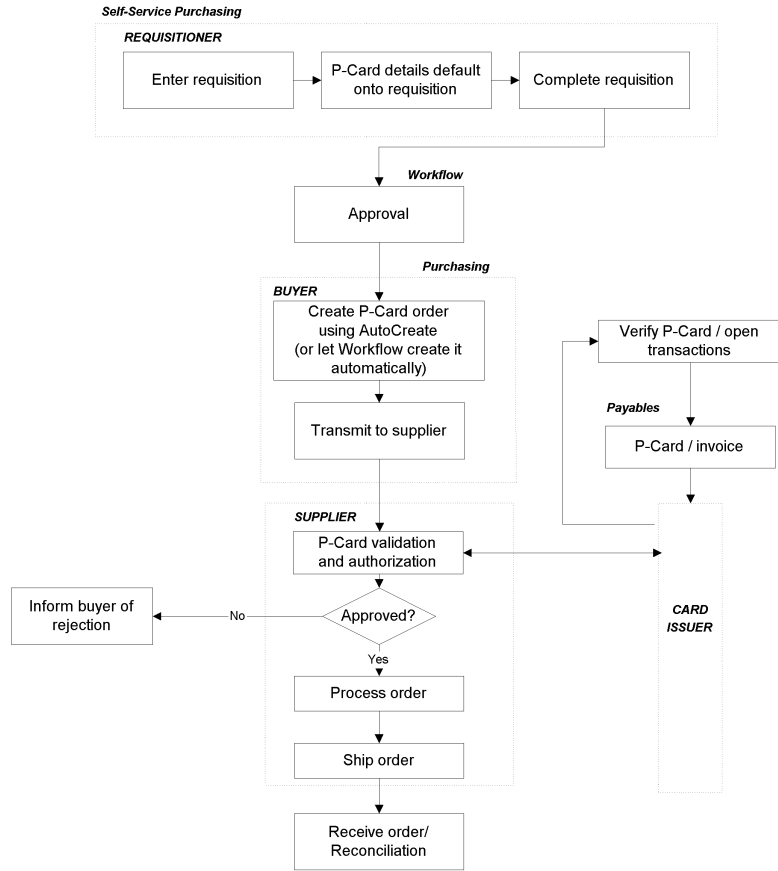 Self-Service Purchasing
REQUISITIONER
Enter requisition
P-Card details default
onto requisition
Complete requisition
Workflow
Approval
Purchasing
BUYER
Create P-Card order
using AutoCreate
(or let Workflow create it
automatically)
Transmit to supplier
Verify P-Card / open
transactions
Payables
P-Card / invoice
SUPPLIER
P-Card validation
and authorization
Approved?
No
Inform buyer of
rejection
Yes
Process order
Ship order
Receive order/
Reconciliation
CARD
ISSUER